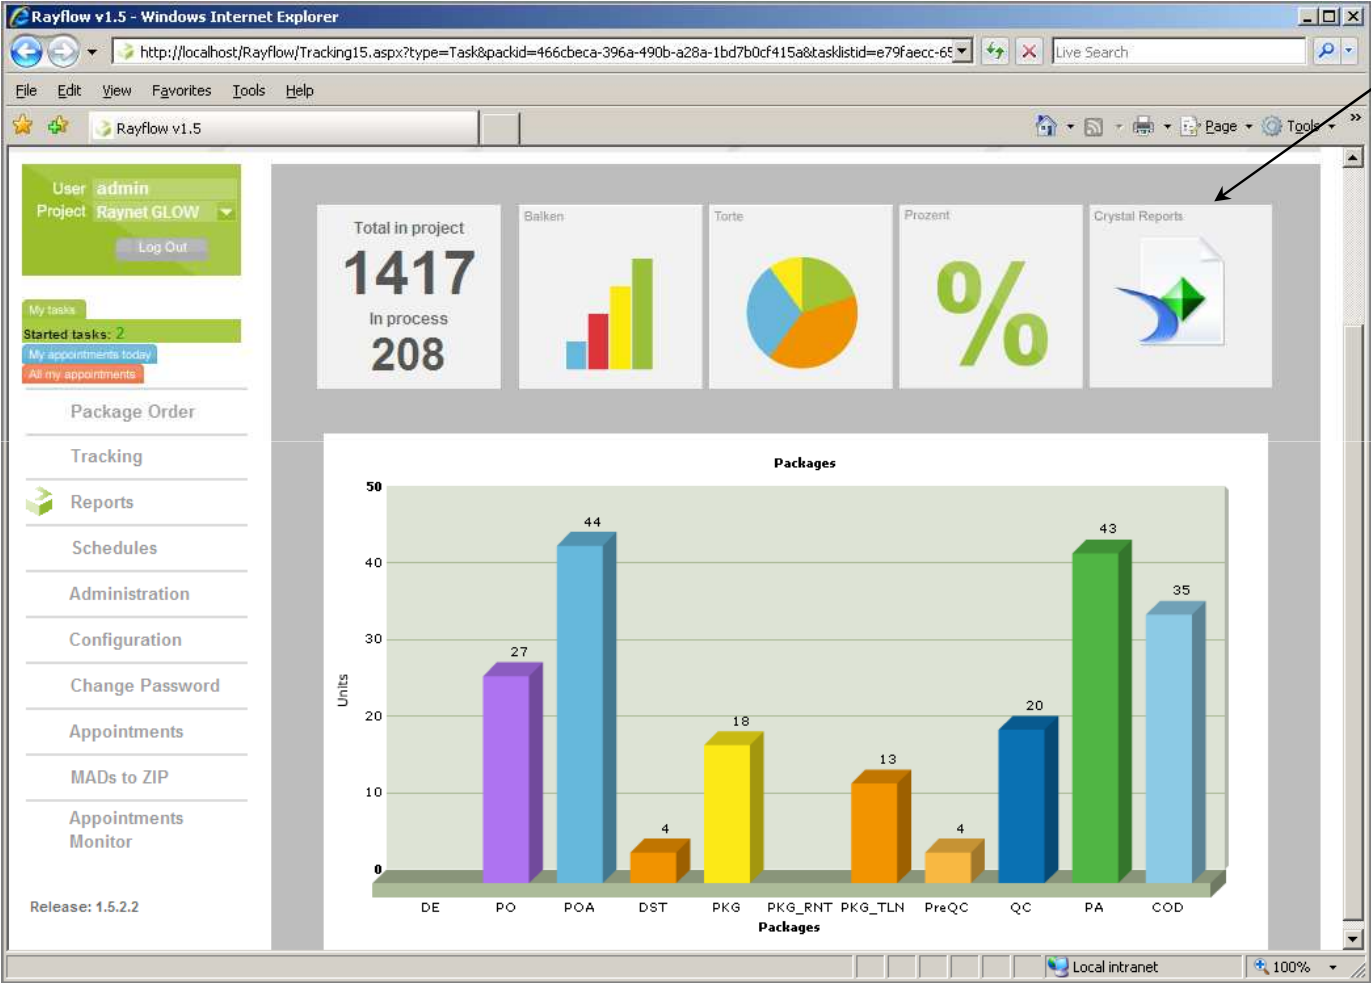 Rayflow v1.5 - Windows Internet Explorer
http://localhost/Rayflow/Tracking15.aspx?type=Task&packid=466cbeca-396a-490b-a28a-1bd7b0cf415a&tasklistid=e79faecc-65
Live Search
File Edit View Favorites Tools Help
Rayflow v1.5
Page Tools »
User admin
Project Raynet GLOW
Log Out
My tasks
Started tasks: 2
My appointments today
All my appointments
Package Order
Tracking
Reports
Schedules
Administration
Configuration
Change Password
Appointments
MADs to ZIP
Appointments
Monitor
Release: 1.5.2.2
Total in project
1417
In process
208
Balken
Torte
Prozent
%
Crystal Reports
Packages
50
40
30
20
10
0
Units
27
44
4
18
13
4
20
43
35
DE PO POA DST PKG PKG_RNT PKG_TLN PreQC QC PA COD
Packages
Local intranet
100%